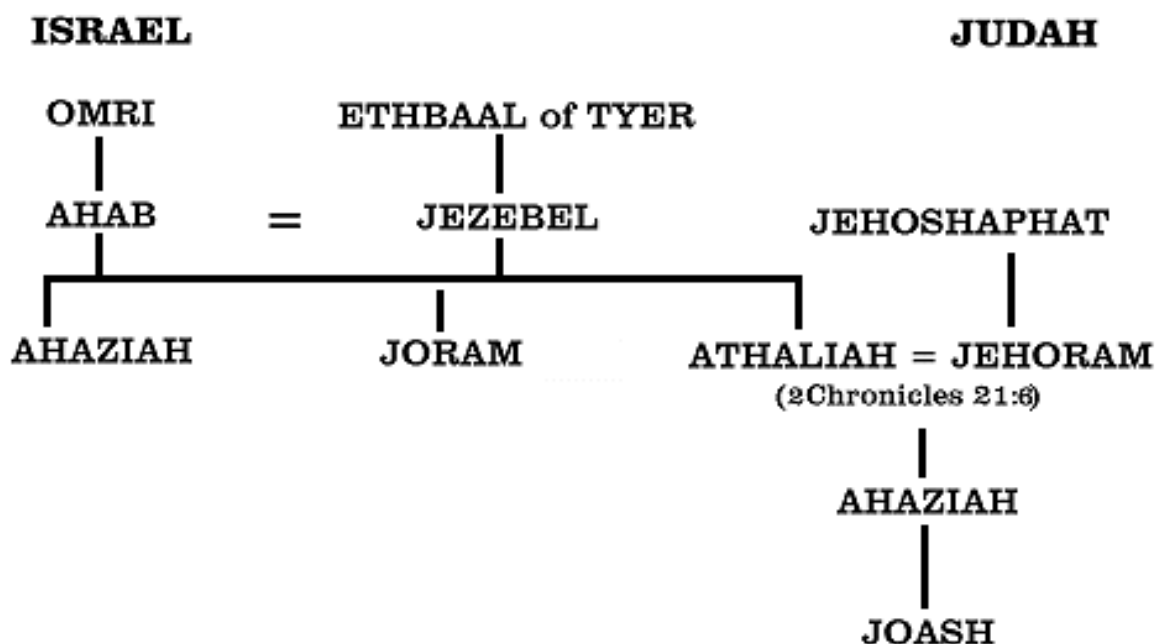 ISRAEL JUDAH
OMRI ETHBAAL of TYER
AHAB = JEZEBEL JEHOSHAPHAT
AHAZIAH JORAM ATHALIAH = JEHORAM
(2Chronicles 21:6)
AHAZIAH
JOASH